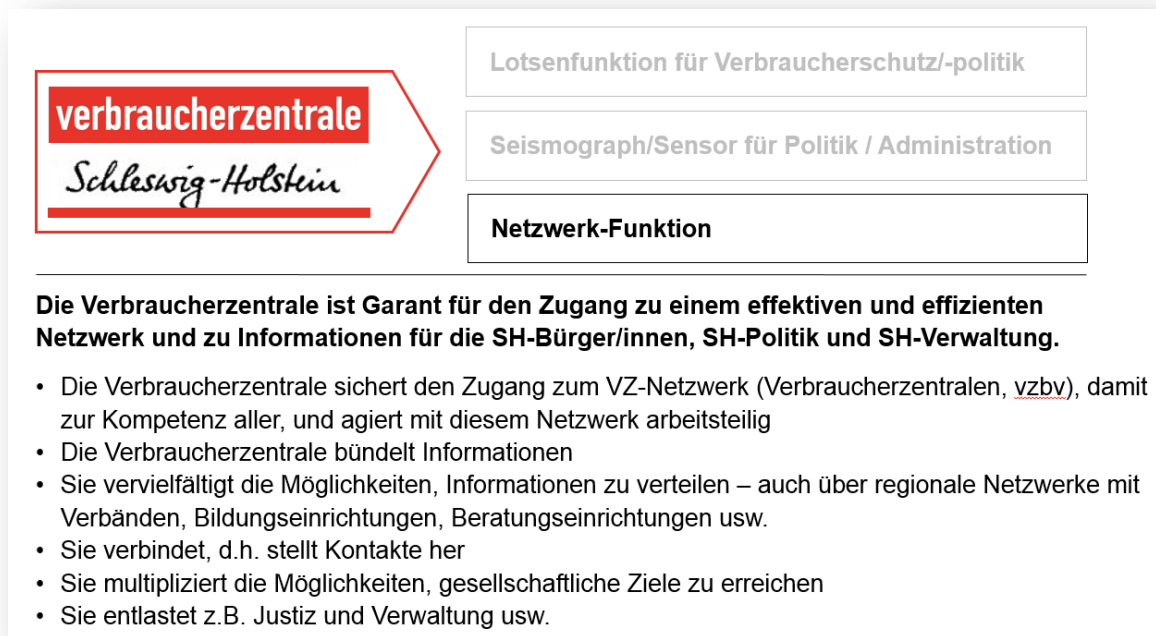 verbraucherzentrale
Schleswig-Holstein
Lotsenfunktion für Verbraucherschutz/-politik
Seismograph/Sensor für Politik / Administration
Netzwerk-Funktion
Die Verbraucherzentrale ist Garant für den Zugang zu einem effektiven und effizienten
Netzwerk und zu Informationen für die SH-Bürger/innen, SH-Politik und SH-Verwaltung.
• Die Verbraucherzentrale sichert den Zugang zum VZ-Netzwerk (Verbraucherzentralen, vzbv), damit
zur Kompetenz aller, und agiert mit diesem Netzwerk arbeitsteilig
• Die Verbraucherzentrale bündelt Informationen
• Sie vervielfältigt die Möglichkeiten, Informationen zu verteilen – auch über regionale Netzwerke mit
Verbänden, Bildungseinrichtungen, Beratungseinrichtungen usw.
• Sie verbindet, d.h. stellt Kontakte her
• Sie multipliziert die Möglichkeiten, gesellschaftliche Ziele zu erreichen
• Sie entlastet z.B. Justiz und Verwaltung usw.